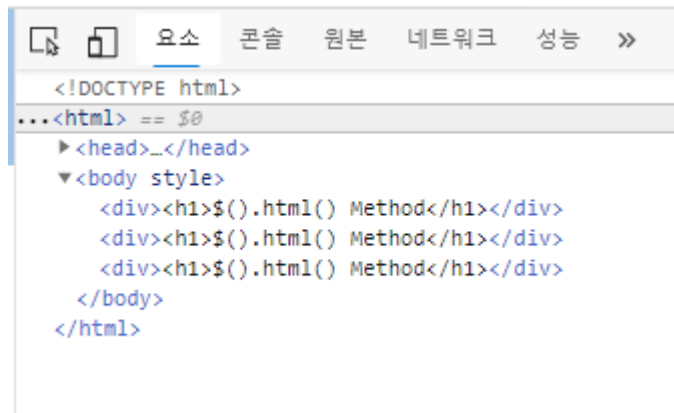 요소 콘솔 원본 네트워크 성능 »
<!DOCTYPE html>
...<html> == $0
▶<head>…</head>
▼<body style>
<div><h1>$().html() Method</h1></div>
<div><h1>$().html() Method</h1></div>
<div><h1>$().html() Method</h1></div>
</body>
</html>